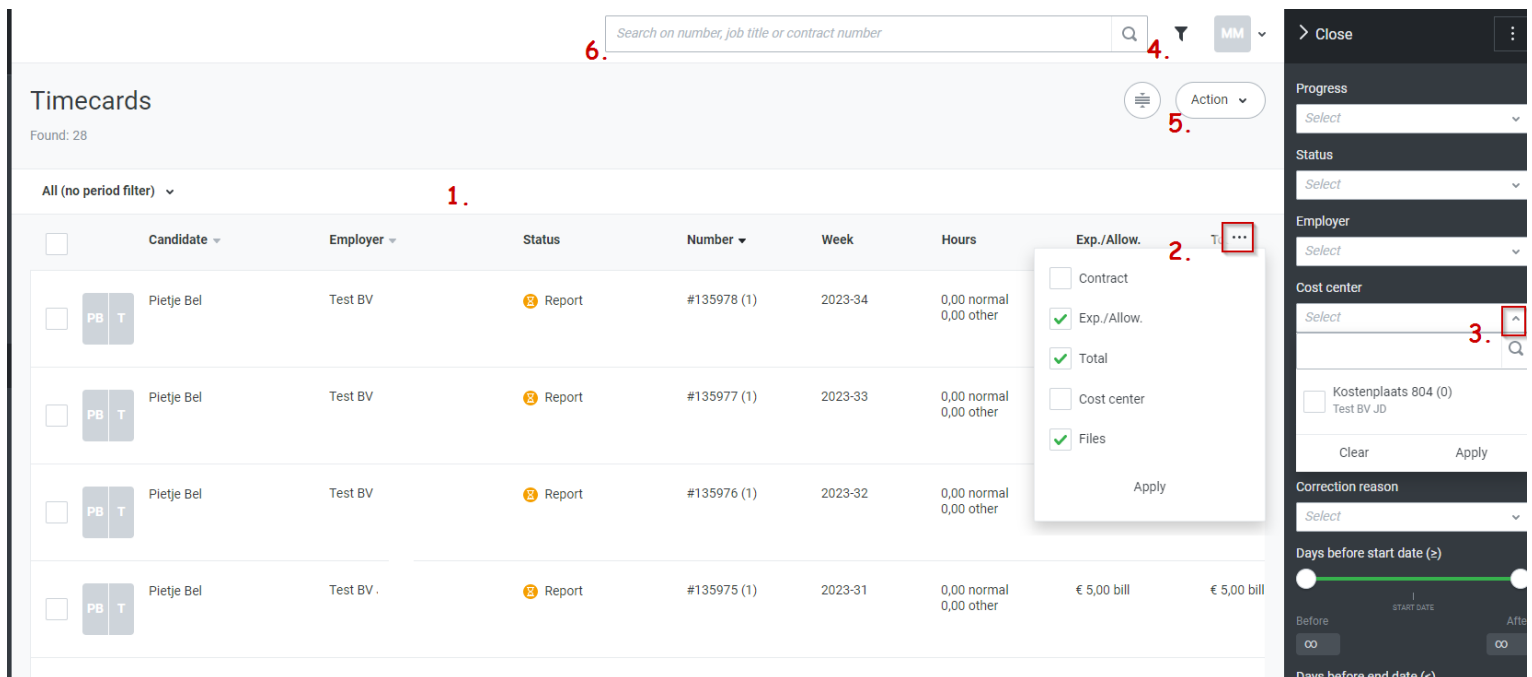 Search on number, job title or contract number
6.
4.
MM
Timecards
Found: 28
Action
5.
All (no period filter)
1.
Candidate Employer Status Number Week Hours Exp./Allow.
2.
PB T Pietje Bel Test BV Report #135978 (1) 2023-34 0,00 normal
0,00 other
PB T Pietje Bel Test BV Report #135977 (1) 2023-33 0,00 normal
0,00 other
PB T Pietje Bel Test BV Report #135976 (1) 2023-32 0,00 normal
0,00 other
PB T Pietje Bel Test BV . Report #135975 (1) 2023-31 0,00 normal € 5,00 bill € 5,00 bill
0,00 other
Contract
Exp./Allow.
Total
Cost center
Files
Apply
Close
Progress
Select
Status
Select
Employer
Select
Cost center
Select
3.
Kostenplaats 804 (0)
Test BV JD
Clear Apply
Correction reason
Select
Days before start date (≥)
START DATE
Before Afte
∞ ∞
Days before end date (≤)